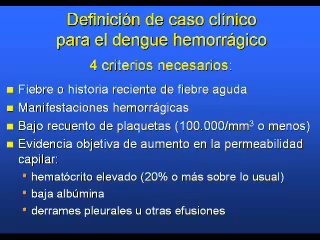 Definición de caso clínico
para el dengue hemorrágico
4 criterios necesarios:
Fiebre o historia reciente de fiebre aguda
Manifestaciones hemorrágicas
Bajo recuento de plaquetas (100.000/mm³ o menos)
Evidencia objetiva de aumento en la permeabilidad
capilar:
hematócrito elevado (20% o más sobre lo usual)
baja albúmina
derrames pleurales u otras efusiones